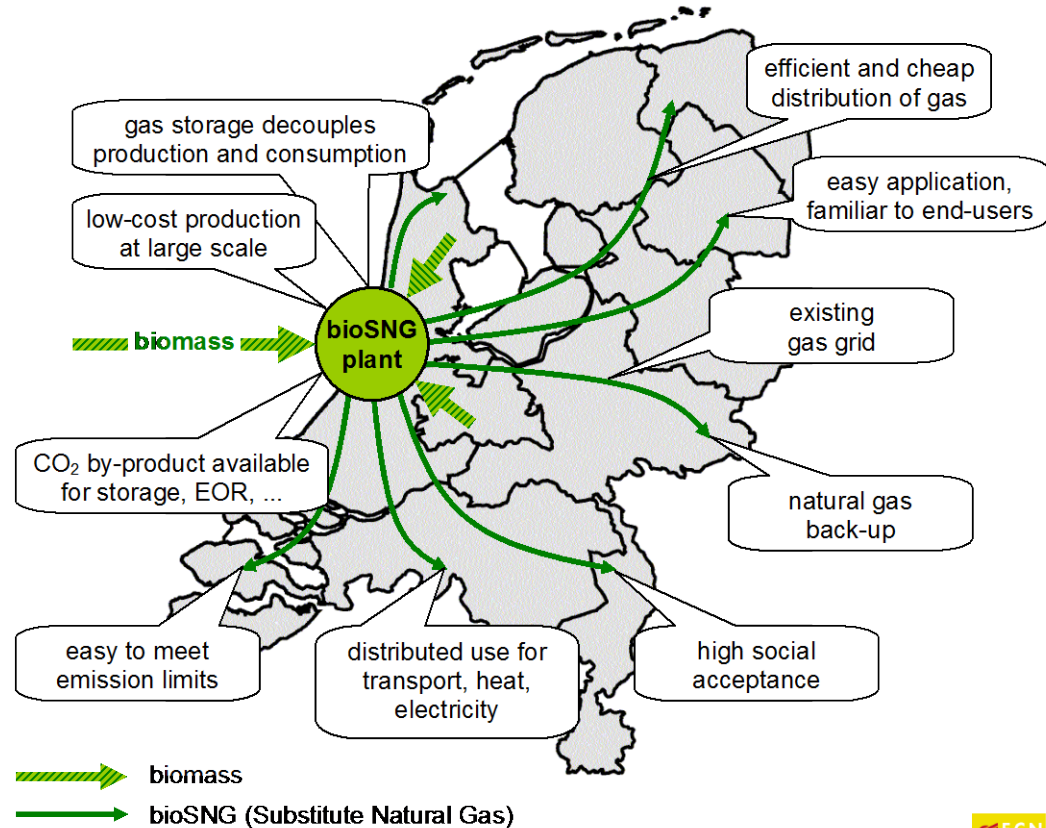 efficient and cheap
distribution of gas
gas storage decouples
production and consumption
easy application,
familiar to end-users
low-cost production
at large scale
biomass
bioSNG
plant
existing
gas grid
CO₂ by-product available
for storage, EOR, ...
natural gas
back-up
easy to meet
emission limits
distributed use for
transport, heat,
electricity
high social
acceptance
biomass
bioSNG (Substitute Natural Gas)